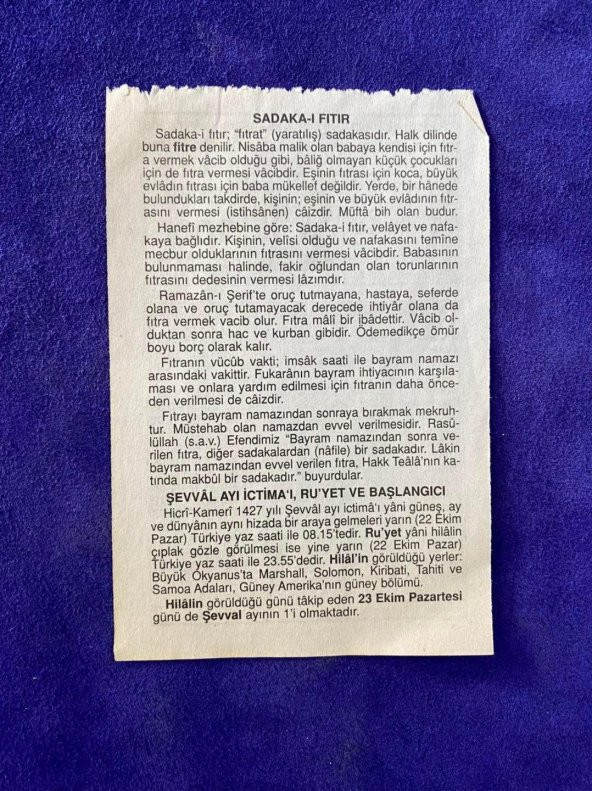 SADAKA-I FITIR
Sadaka-i fıtır; “fıtrat” (yaratılış) sadakasıdır. Halk dilinde
buna fitre denilir. Nisâba malik olan babaya kendisi için fıtr-
a vermek vâcib olduğu gibi, bâliğ olmayan küçük çocukları
için de fıtra vermesi vâcibdir. Eşinin fıtrası için koca, büyük
evlâdın fıtrası için baba mükellef değildir. Yerde, bir hânede
bulundukları takdirde, kişinin; eşinin ve büyük evlâdının fıtr-
asını vermesi (istihsânen) câizdir. Müftâ bih olan budur.
Hanefî mezhebine göre: Sadaka-i fıtır, velâyet ve nafa-
kaya bağlıdır. Kişinin, velîsi olduğu ve nafakasını temîne
mecbur olduklarının fıtrasını vermesi vâcibdir. Babasının
bulunmaması halinde, fakir oğlundan olan torunlarının
fıtrasını dedesinin vermesi lâzımdır.
Ramazân-ı Şerif'te oruç tutmayana, hastaya, seferde
olana ve oruç tutamayacak derecede ihtiyâr olana da
fıtra vermek vacib olur. Fıtra mâlî bir ibâdettir. Vâcib ol-
duktan sonra hac ve kurban gibidir. Ödemedikçe ömür
boyu borç olarak kalır.
Fıtranın vücûb vakti; imsâk saati ile bayram namazı
arasındaki vakittir. Fukarânın bayram ihtiyacının karşıla-
ması ve onlara yardım edilmesi için fıtranın daha önce-
den verilmesi de câizdir.
Fıtrayı bayram namazından sonraya bırakmak mekruh-
tur. Müstehab olan namazdan evvel verilmesidir. Rasû-
lüllah (s.a.v.) Efendimiz “Bayram namazından sonra ve-
rilen fıtra, diğer sadakalardan (nâfile) bir sadakadır. Lâkin
bayram namazından evvel verilen fıtra, Hakk Teâlâ'nın ka-
tında makbûl bir sadakadır.” buyurdular.
ŞEVVÂL AYI İCTİMA'I, RU'YET VE BAŞLANGICI
Hicrî-Kamerî 1427 yılı Şevvâl ayı ictimâ'ı yâni güneş, ay
ve dünyânın aynı hizada bir araya gelmeleri yarın (22 Ekim
Pazar) Türkiye yaz saati ile 08.15'tedir. Ru'yet yâni hilâlin
çıplak gözle görülmesi ise yine yarın (22 Ekim Pazar)
Türkiye yaz saati ile 23.55'dedir. Hilâl'in görüldüğü yerler:
Büyük Okyanus'ta Marshall, Solomon, Kiribati, Tahiti ve
Samoa Adaları, Güney Amerika'nın güney bölümü.
Hilâlin görüldüğü günü tâkip eden 23 Ekim Pazartesi
günü de Şevval ayının 1'i olmaktadır.